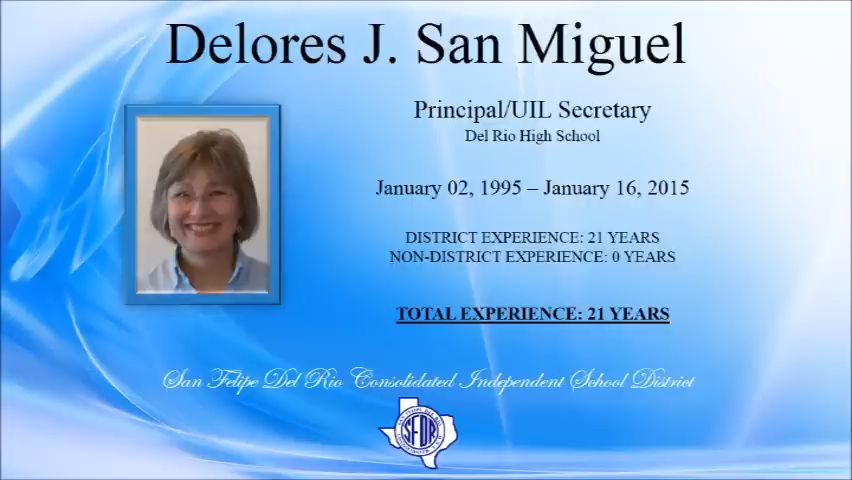 Delores J. San Miguel
Principal/UIL Secretary
Del Rio High School
January 02, 1995 – January 16, 2015
DISTRICT EXPERIENCE: 21 YEARS
NON-DISTRICT EXPERIENCE: 0 YEARS
TOTAL EXPERIENCE: 21 YEARS
San Felipe Del Rio Consolidated Independent School District
SFDR